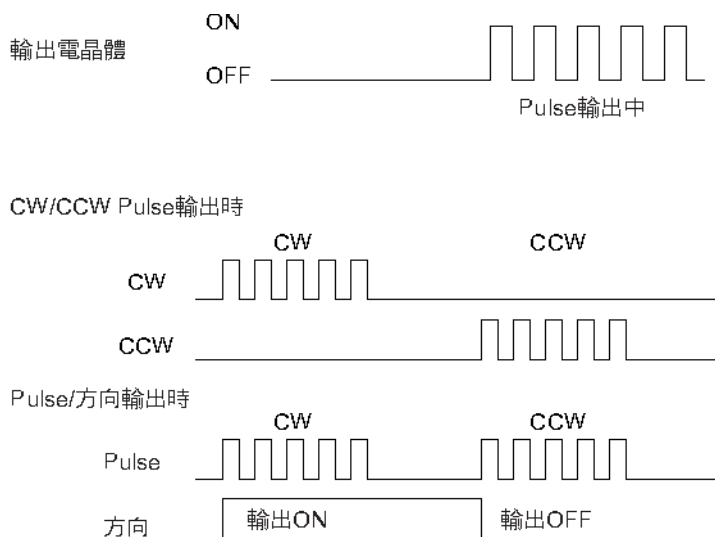 ON
輸出電晶體
OFF
Pulse輸出中
CW/CCW Pulse輸出時
CW CCW
CW
CCW
Pulse/方向輸出時
CW CCW
Pulse
方向 輸出ON 輸出OFF